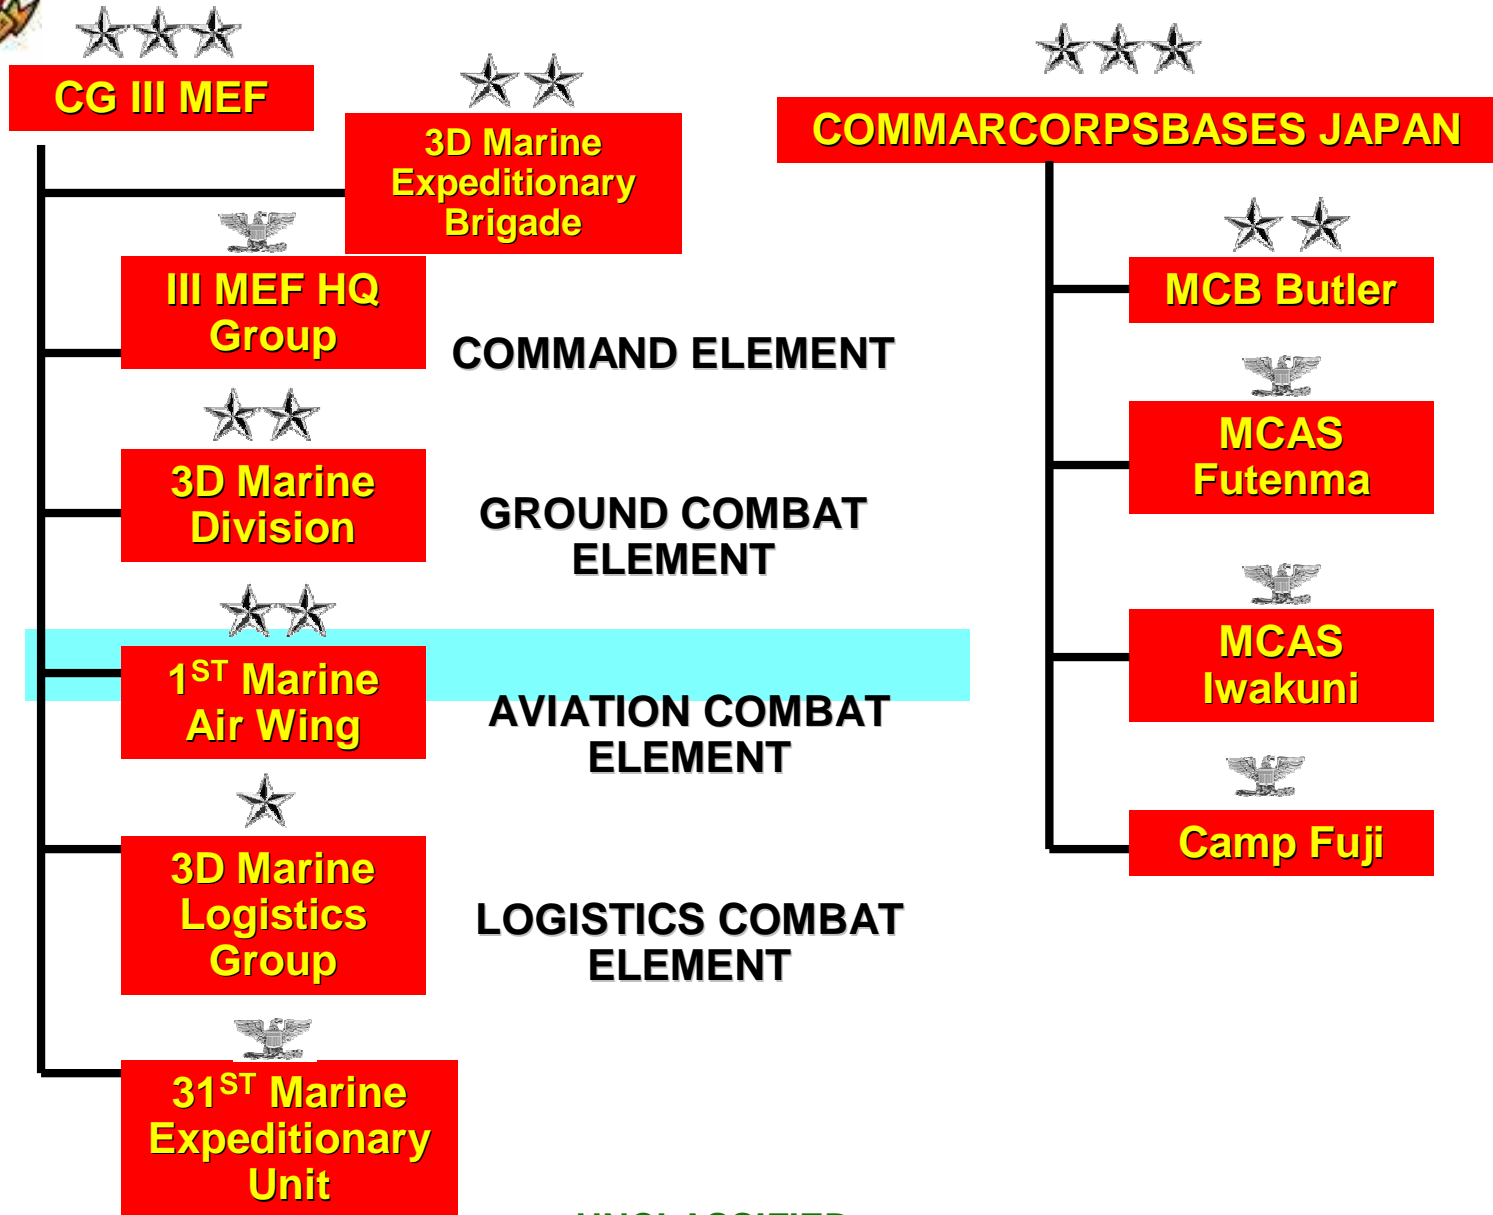 CG III MEF
3D Marine
Expeditionary
Brigade
III MEF HQ
Group
COMMAND ELEMENT
3D Marine
Division
GROUND COMBAT
ELEMENT
1ST Marine
Air Wing
AVIATION COMBAT
ELEMENT
3D Marine
Logistics
Group
LOGISTICS COMBAT
ELEMENT
31ST Marine
Expeditionary
Unit
COMMARCORPSBASES JAPAN
MCB Butler
MCAS
Futenma
MCAS
Iwakuni
Camp Fuji
UNCLASSIFIED